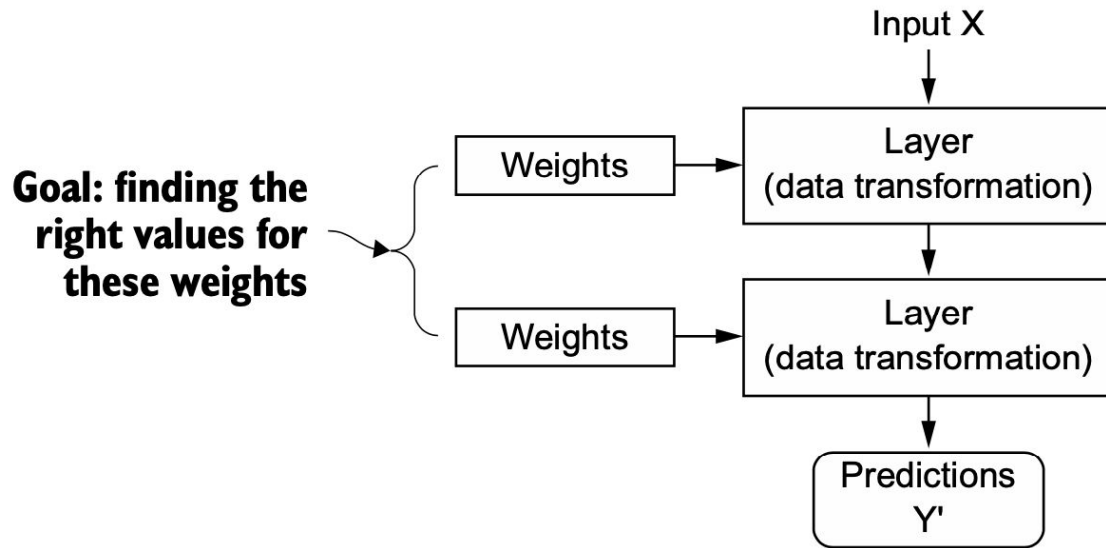 Input X
Layer
(data transformation)
Weights
Goal: finding the
right values for
these weights
Layer
(data transformation)
Weights
Predictions
Y'